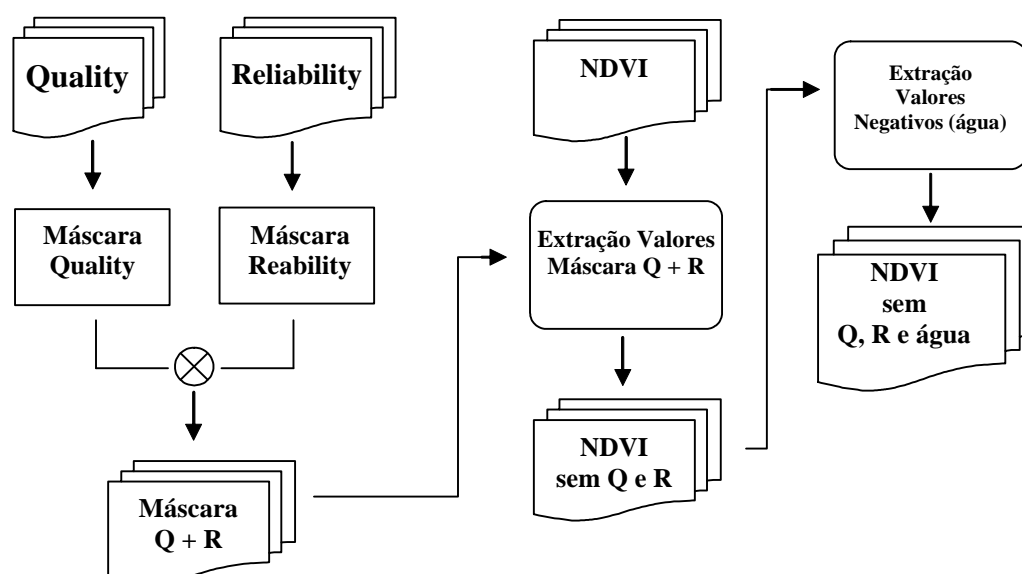 Quality
Reliability
Máscara
Quality
Máscara
Reability
Máscara
Q + R
NDVI
Extração Valores
Máscara Q + R
NDVI
sem Q e R
Extração
Valores
Negativos (água)
NDVI
sem
Q, R e água